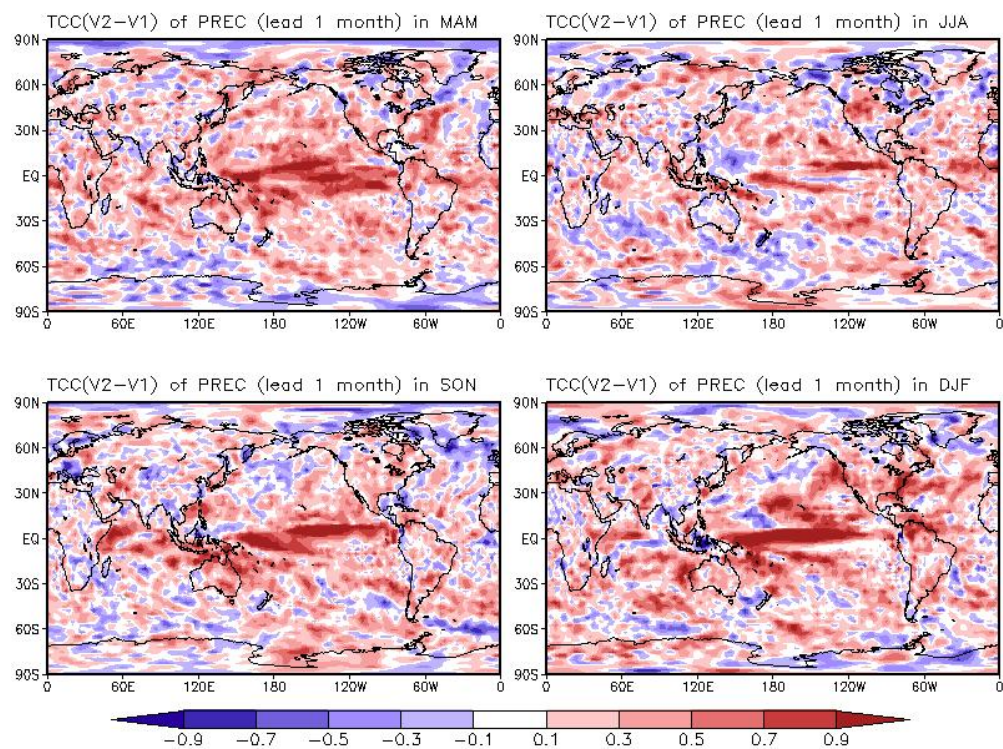 TCC(V2-V1) of PREC (lead 1 month) in MAM
90N
60N
30N
EQ
30S
60S
90S
0 60E 120E 180 120W 60W 0
TCC(V2-V1) of PREC (lead 1 month) in JJA
90N
60N
30N
EQ
30S
60S
90S
0 60E 120E 180 120W 60W 0
TCC(V2-V1) of PREC (lead 1 month) in SON
90N
60N
30N
EQ
30S
60S
90S
0 60E 120E 180 120W 60W 0
TCC(V2-V1) of PREC (lead 1 month) in DJF
90N
60N
30N
EQ
30S
60S
90S
0 60E 120E 180 120W 60W 0
-0.9 -0.7 -0.5 -0.3 -0.1 0.1 0.3 0.5 0.7 0.9